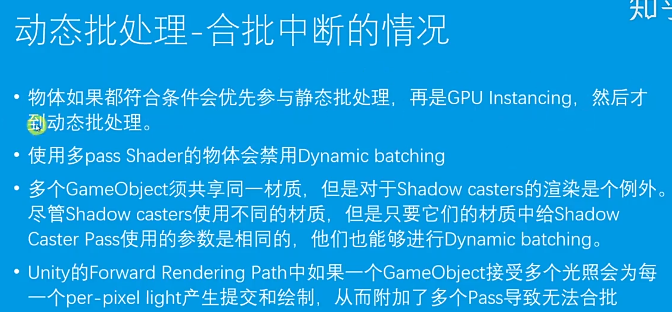 知乎
动态批处理-合批中断的情况
• 物体如果都符合条件会优先参与静态批处理，再是GPU Instancing，然后才
到动态批处理。
• 使用多pass Shader的物体会禁用Dynamic batching
• 多个GameObject须共享同一材质，但是对于Shadow casters的渲染是个例外。
尽管Shadow casters使用不同的材质，但是只要它们的材质中给Shadow
Caster Pass使用的参数是相同的，他们也能够进行Dynamic batching。
• Unity的Forward Rendering Path中如果一个GameObject接受多个光照会为每
一个per-pixel light产生提交和绘制，从而附加了多个Pass导致无法合批